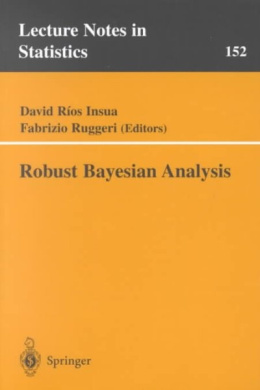 Lecture Notes in
Statistics
152
David Ríos Insua
Fabrizio Ruggeri (Editors)
Robust Bayesian Analysis
Springer